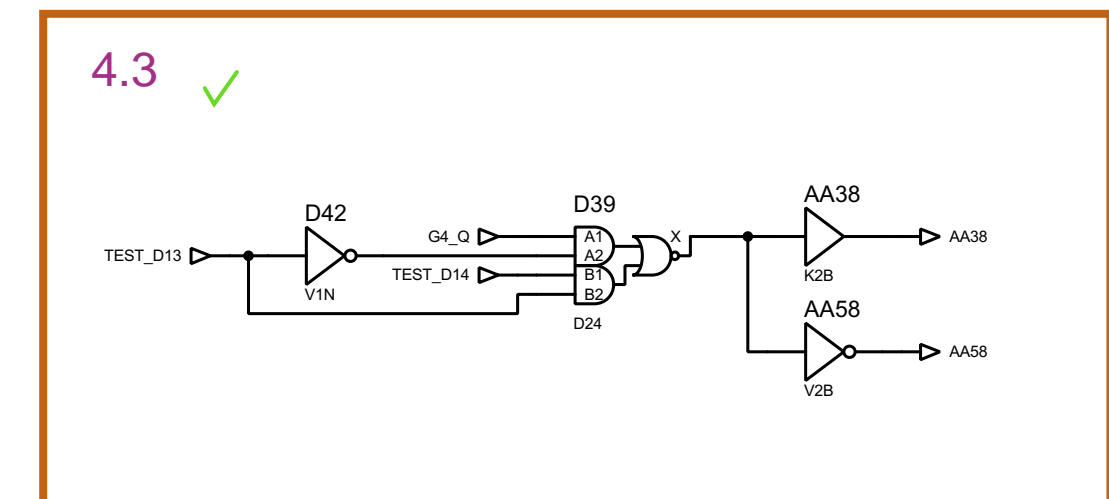 4.3
AA38
D42
D39
G4_Q
A1
X
AA38
TEST_D13
A2
TEST_D14
B1
K2B
V1N
B2
AA58
D24
AA58
V2B